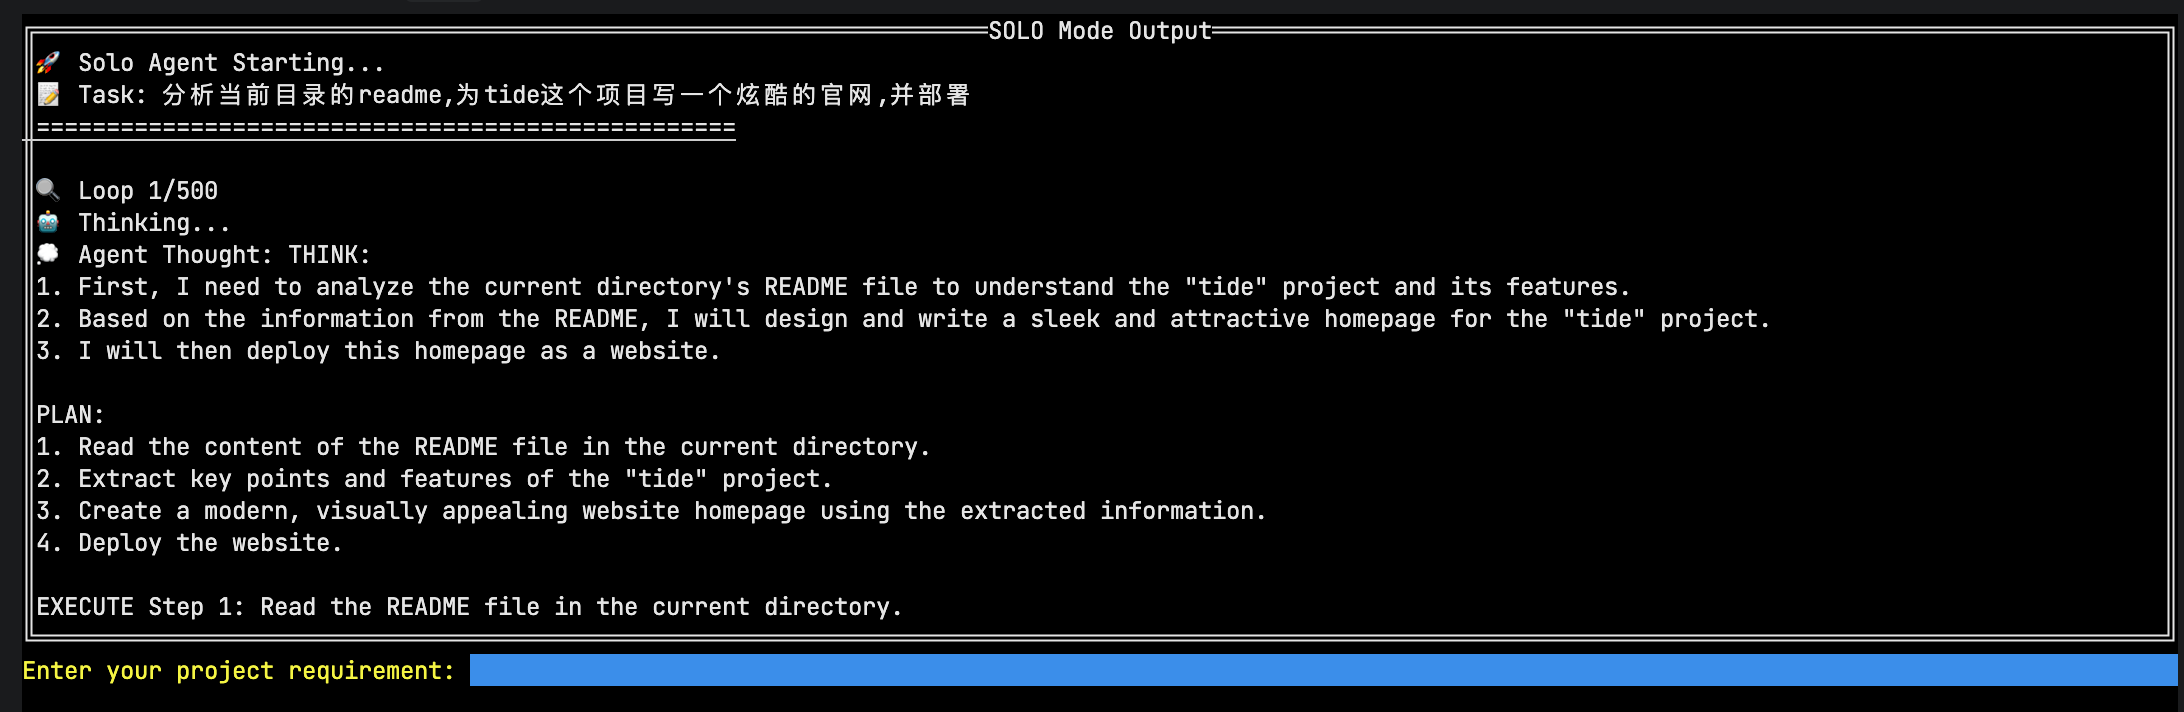 SOLO Mode Output
🚀 Solo Agent Starting...
📝 Task: 分析当前目录的readme,为tide这个项目写一个炫酷的官网,并部署
==================================================
🔍 Loop 1/500
🤖 Thinking...
💭 Agent Thought: THINK:
1. First, I need to analyze the current directory's README file to understand the "tide" project and its features.
2. Based on the information from the README, I will design and write a sleek and attractive homepage for the "tide" project.
3. I will then deploy this homepage as a website.
PLAN:
1. Read the content of the README file in the current directory.
2. Extract key points and features of the "tide" project.
3. Create a modern, visually appealing website homepage using the extracted information.
4. Deploy the website.
EXECUTE Step 1: Read the README file in the current directory.
Enter your project requirement: